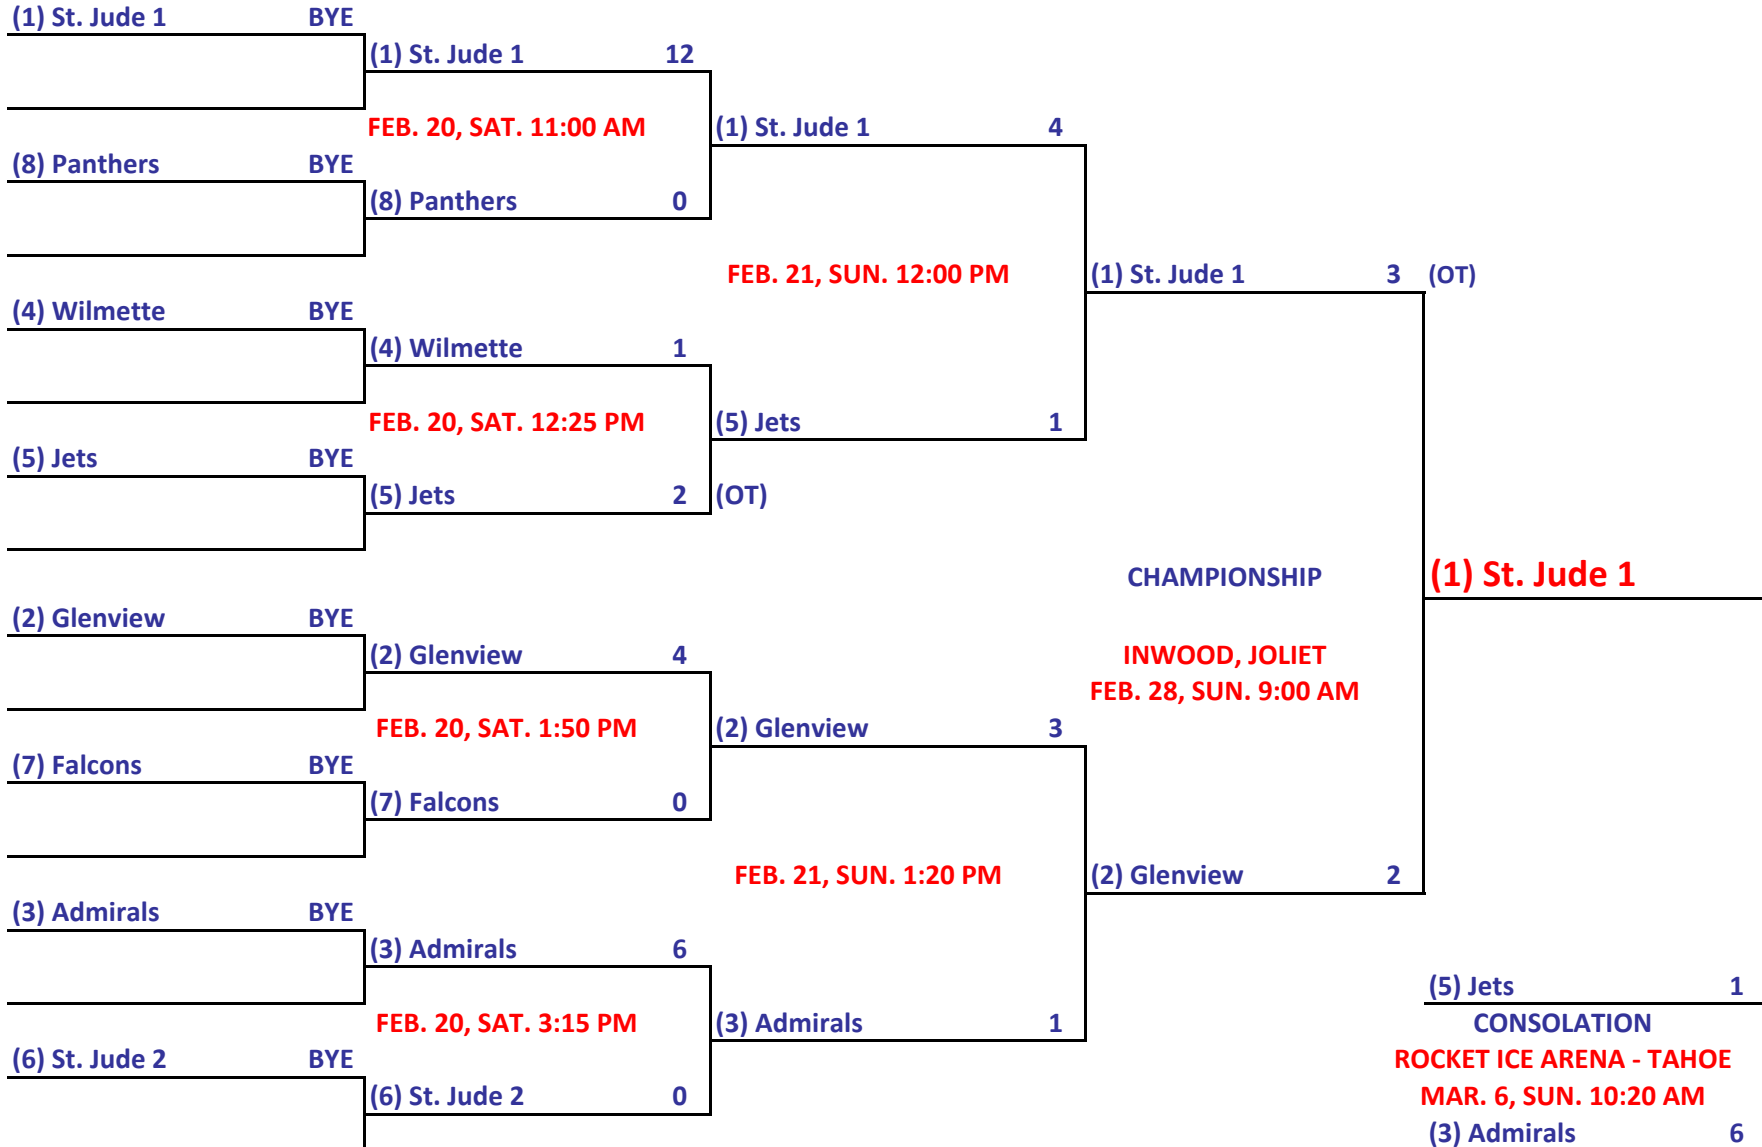 (1) St. Jude 1 BYE
(1) St. Jude 1 12
FEB. 20, SAT. 11:00 AM
(1) St. Jude 1 4
(8) Panthers BYE
(8) Panthers 0
FEB. 21, SUN. 12:00 PM
(1) St. Jude 1 3 (OT)
(4) Wilmette BYE
(4) Wilmette 1
FEB. 20, SAT. 12:25 PM
(5) Jets 1
(5) Jets BYE
(5) Jets 2 (OT)
CHAMPIONSHIP
(1) St. Jude 1
(2) Glenview BYE
(2) Glenview 4
INWOOD, JOLIET
FEB. 28, SUN. 9:00 AM
FEB. 20, SAT. 1:50 PM
(2) Glenview 3
(7) Falcons BYE
(7) Falcons 0
FEB. 21, SUN. 1:20 PM
(2) Glenview 2
(3) Admirals BYE
(3) Admirals 6
(5) Jets 1
FEB. 20, SAT. 3:15 PM
(3) Admirals 1
CONSOLATION
(6) St. Jude 2 BYE
ROCKET ICE ARENA - TAHOE
(6) St. Jude 2 0
MAR. 6, SUN. 10:20 AM
(3) Admirals 6